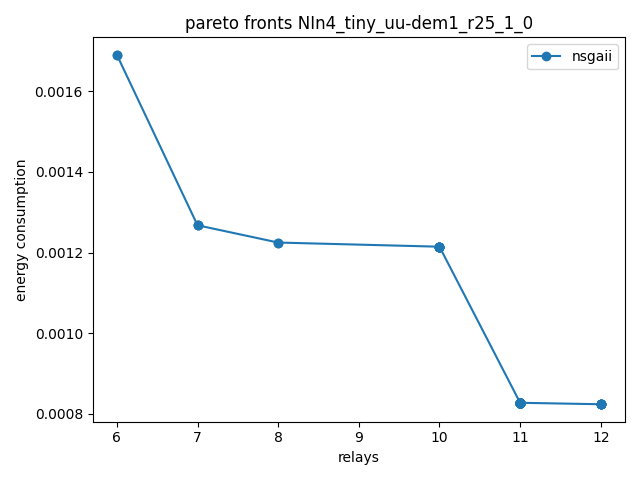 pareto fronts NIn4_tiny_uu-dem1_r25_1_0
nsgaii
energy consumption
0.0016
0.0014
0.0012
0.0010
0.0008
6 7 8 9 10 11 12
relays